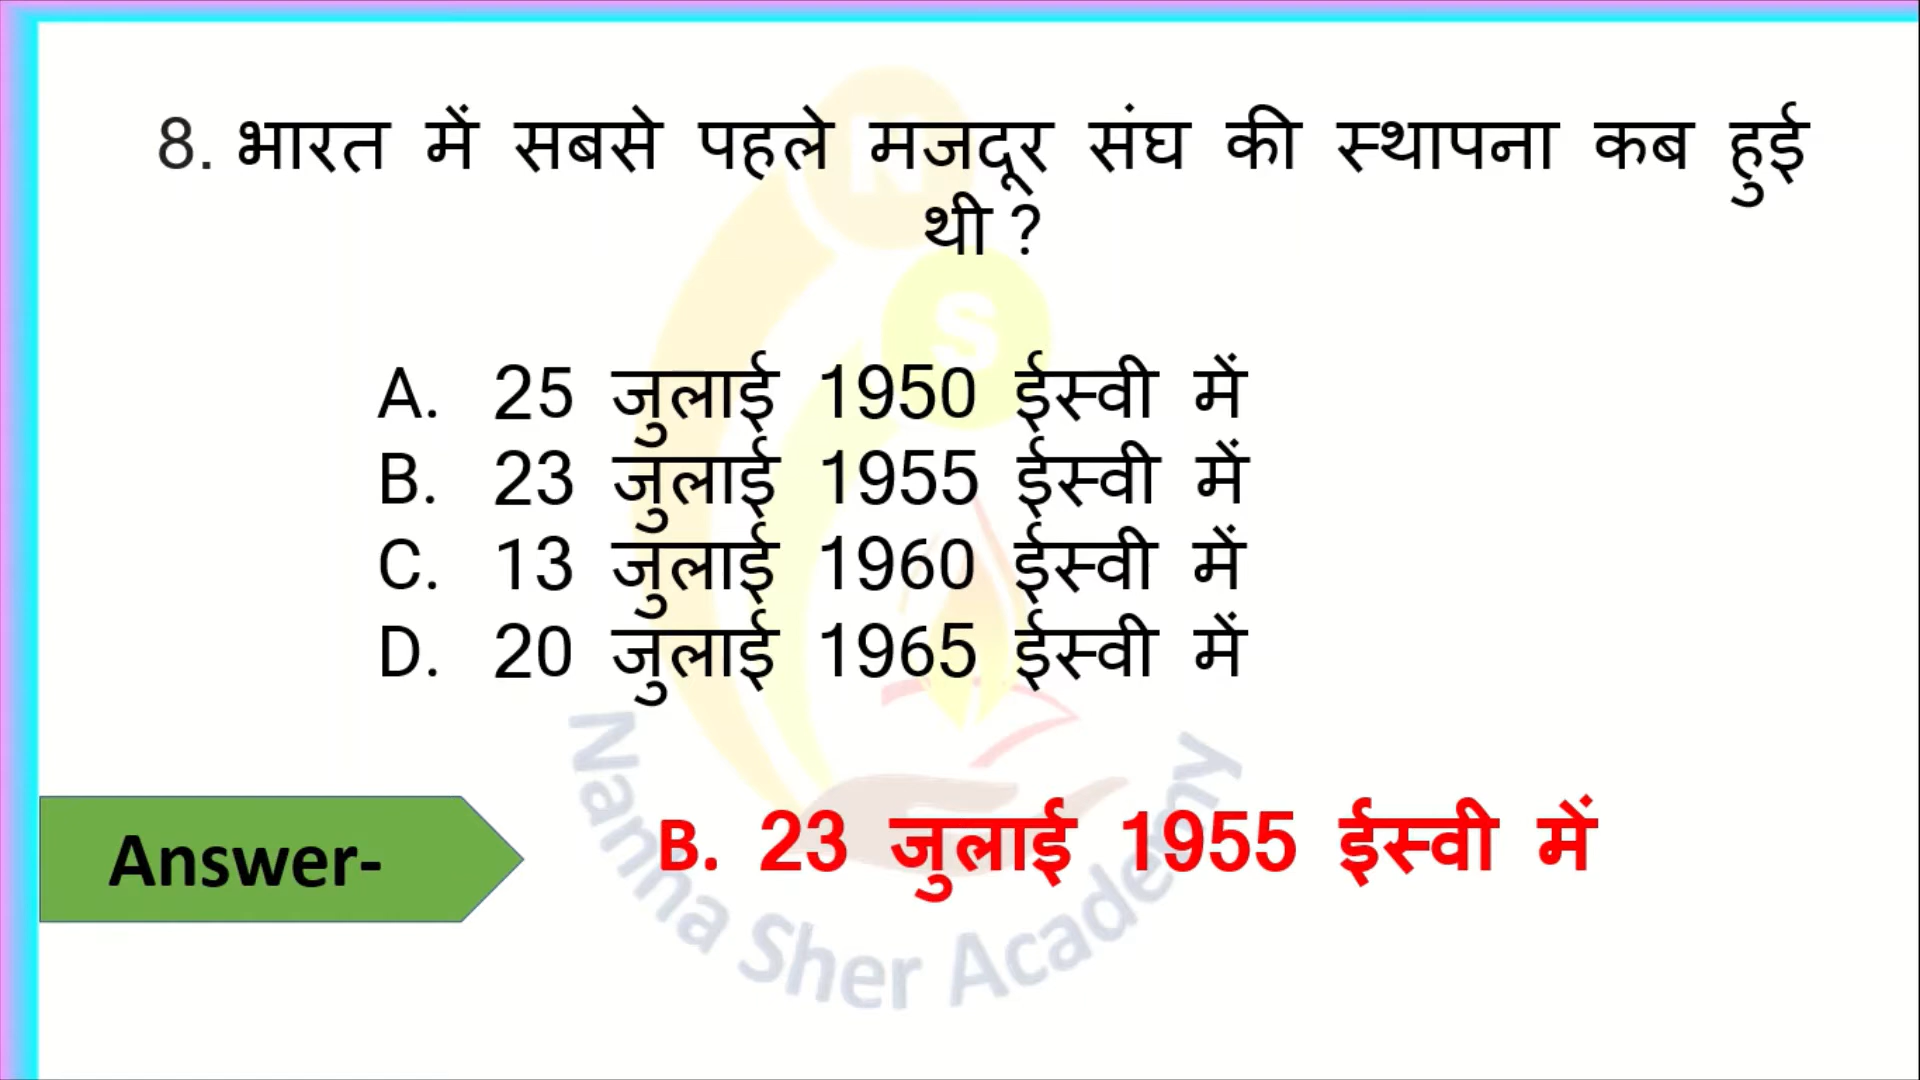 8. भारत में सबसे पहले मजदूर संघ की स्थापना कब हुई
थी ?
A. 25 जुलाई 1950 ईस्वी में
B. 23 जुलाई 1955 ईस्वी में
C. 13 जुलाई 1960 ईस्वी में
D. 20 जुलाई 1965 ईस्वी में
Answer-
B. 23 जुलाई 1955 ईस्वी में
N
S
Nanna Sher Academy